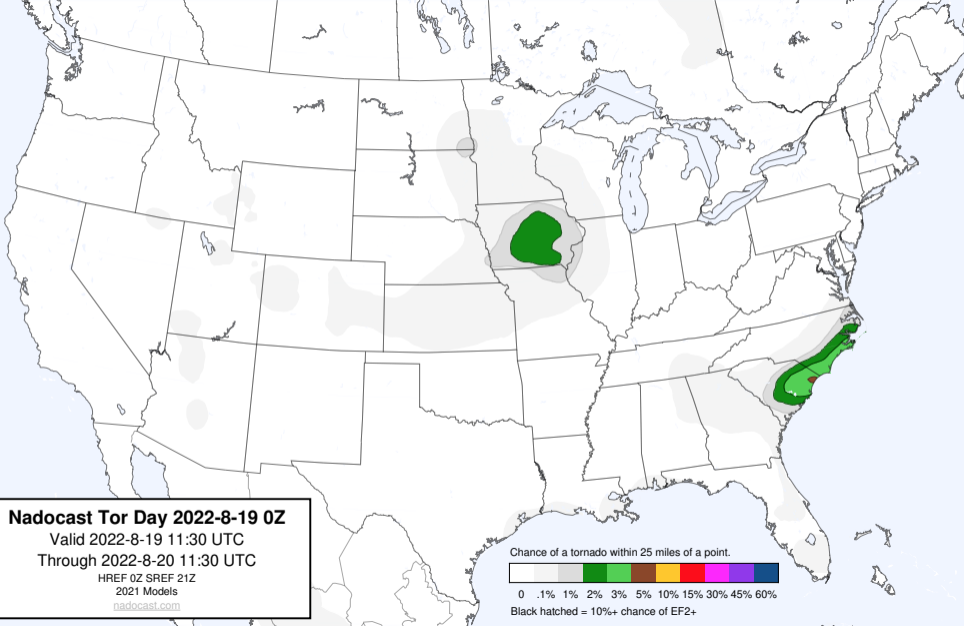 Nadocast Tor Day 2022-8-19 0Z
Valid 2022-8-19 11:30 UTC
Through 2022-8-20 11:30 UTC
HREF 0Z SREF 21Z
2021 Models
nadocast.com
Chance of a tornado within 25 miles of a point.
0 .1% 1% 2% 3% 5% 10% 15% 30% 45% 60%
Black hatched = 10%+ chance of EF2+